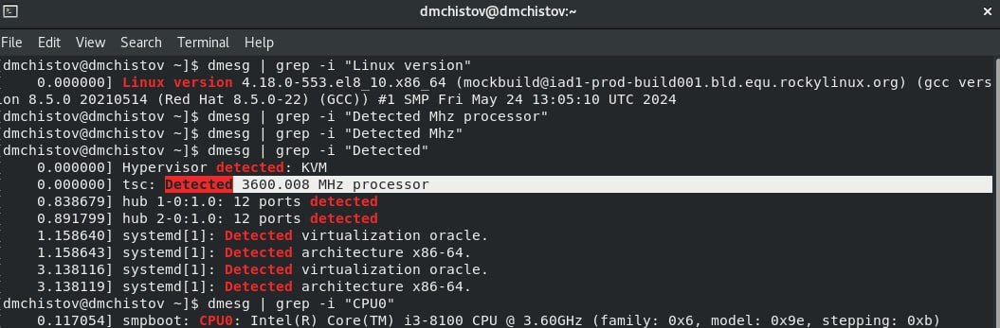 dmchistov@dmchistov:~
File Edit View Search Terminal Help
[dmchistov@dmchistov ~]$ dmesg | grep -i "Linux version"
[    0.000000] Linux version 4.18.0-553.el8_10.x86_64 (mockbuild@iad1-prod-build001.bld.equ.rockylinux.org) (gcc vers
ion 8.5.0 20210514 (Red Hat 8.5.0-22) (GCC)) #1 SMP Fri May 24 13:05:10 UTC 2024
[dmchistov@dmchistov ~]$ dmesg | grep -i "Detected Mhz processor"
[dmchistov@dmchistov ~]$ dmesg | grep -i "Detected Mhz"
[dmchistov@dmchistov ~]$ dmesg | grep -i "Detected"
[    0.000000] Hypervisor detected: KVM
[    0.000000] tsc: Detected 3600.008 MHz processor
[    0.838679] hub 1-0:1.0: 12 ports detected
[    0.891799] hub 2-0:1.0: 12 ports detected
[    1.158640] systemd[1]: Detected virtualization oracle.
[    1.158643] systemd[1]: Detected architecture x86-64.
[    3.138116] systemd[1]: Detected virtualization oracle.
[    3.138119] systemd[1]: Detected architecture x86-64.
[dmchistov@dmchistov ~]$ dmesg | grep -i "CPU0"
[    0.117054] smpboot: CPU0: Intel(R) Core(TM) i3-8100 CPU @ 3.60GHz (family: 0x6, model: 0x9e, stepping: 0xb)